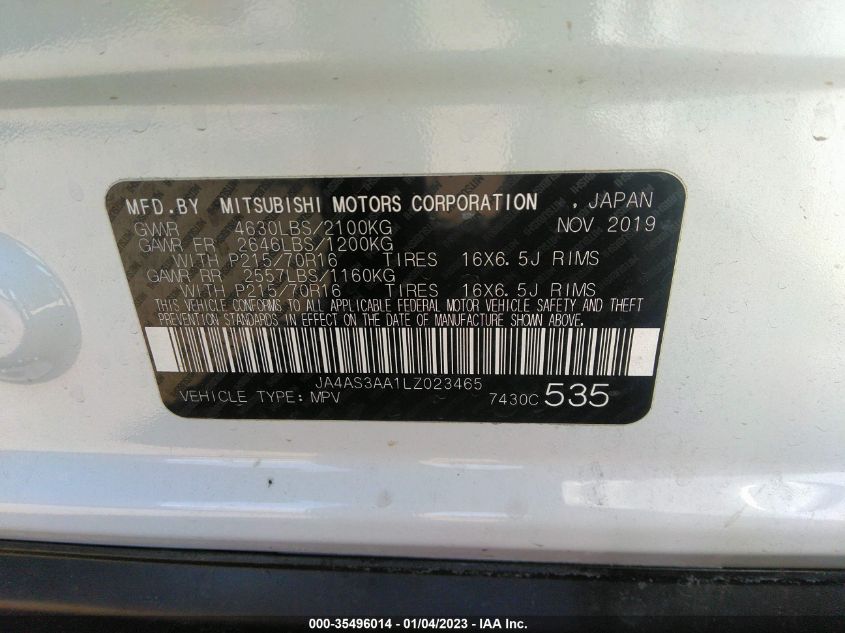 MFD.BY MITSUBISHI MOTORS CORPORATION , JAPAN
GVWR 4630LBS/2100KG NOV 2019
GAWR FR 2646LBS/1200KG
WITH P215/70R16 TIRES 16X6.5J RIMS
GAWR RR 2557LBS/1160KG
WITH P215/70R16 TIRES 16X6.5J RIMS
THIS VEHICLE CONFORMS TO ALL APPLICABLE FEDERAL MOTOR VEHICLE SAFETY AND THEFT
PREVENTION STANDARDS IN EFFECT ON THE DATE OF MANUFACTURE SHOWN ABOVE.
JA4AS3AA1LZ023465
VEHICLE TYPE: MPV 7430C 535
000-35496014 - 01/04/2023 - IAA Inc.